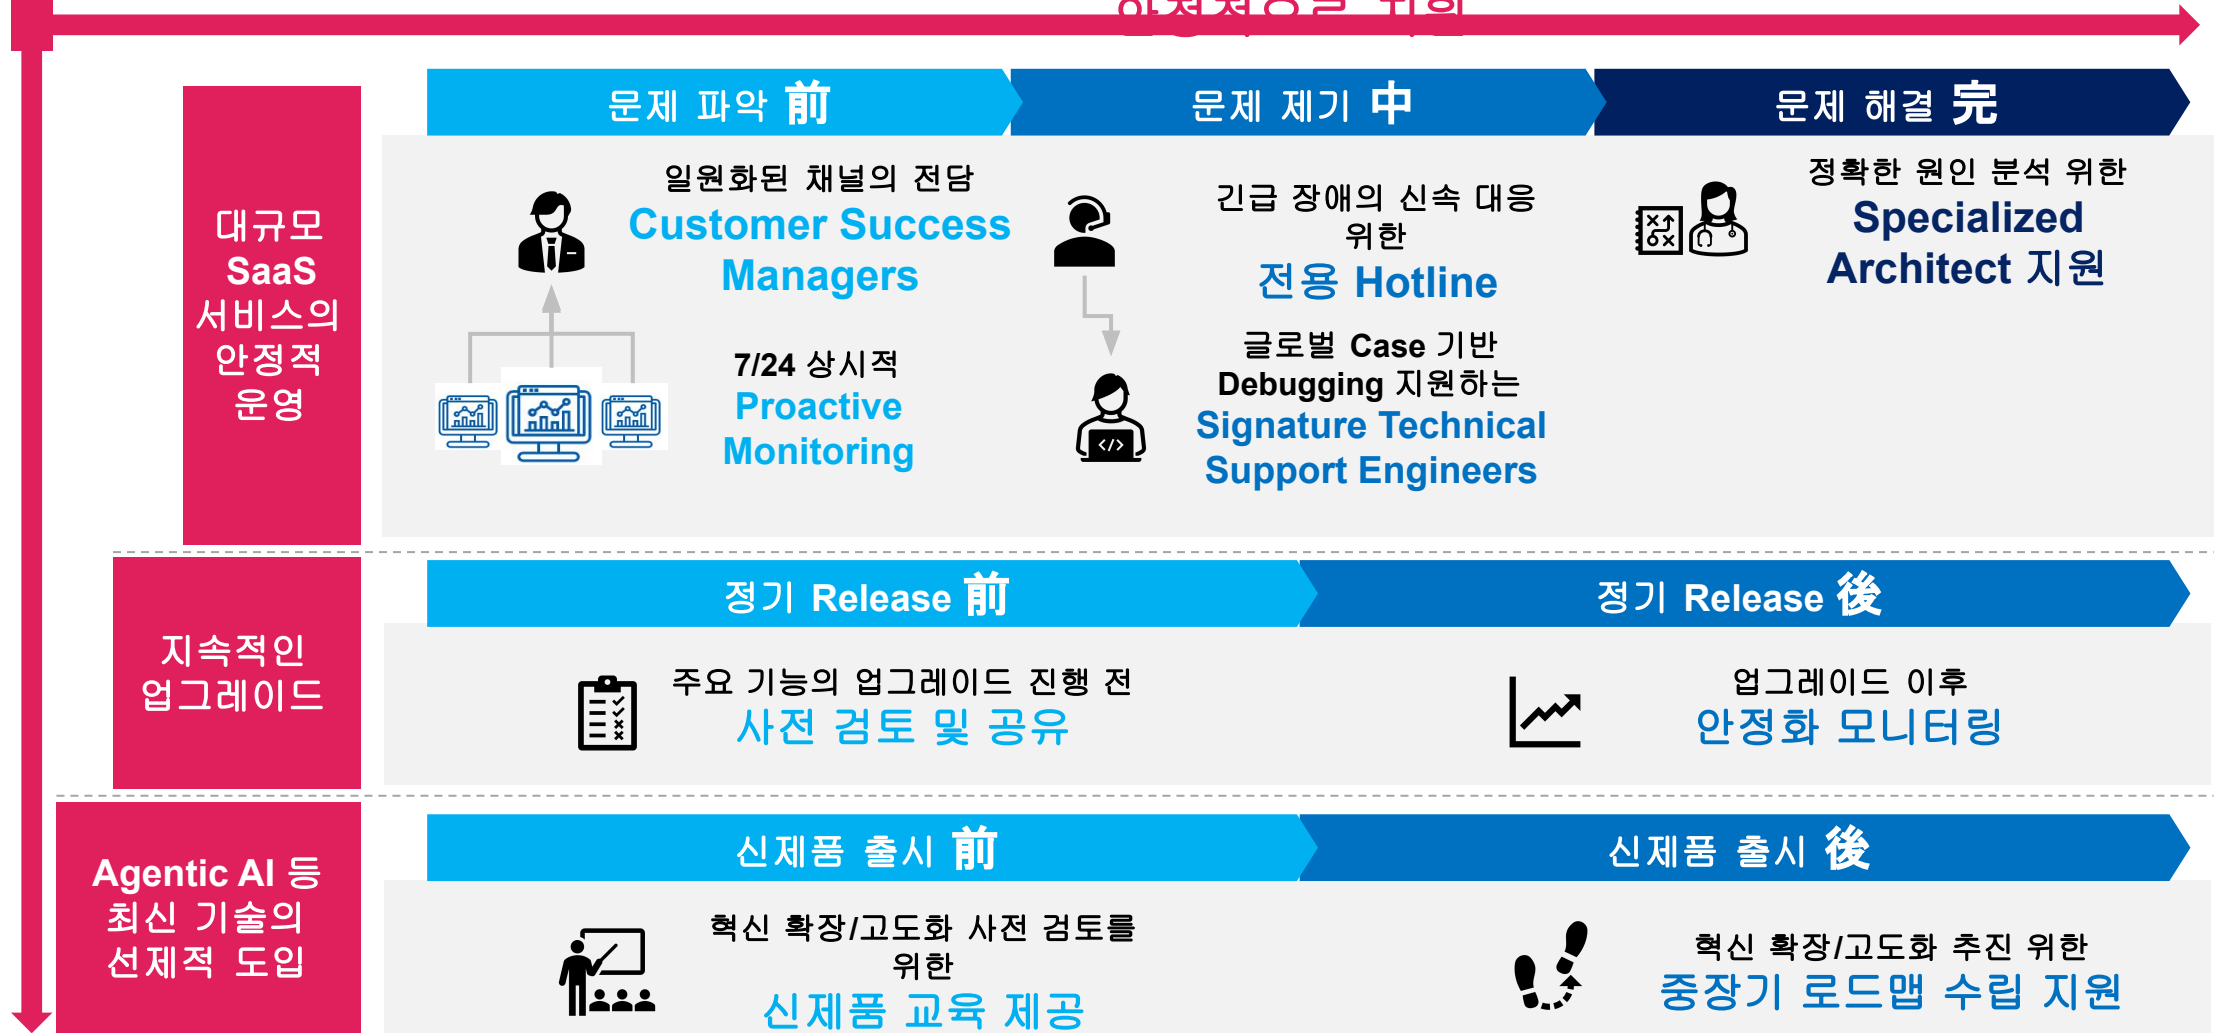 안정적으로 지원
문제 파악 前
문제 제기 中
문제 해결 完
대규모
SaaS
서비스의
안정적
운영
일원화된 채널의 전담
Customer Success
Managers
7/24 상시적
Proactive
Monitoring
긴급 장애의 신속 대응
위한
전용 Hotline
글로벌 Case 기반
Debugging 지원하는
Signature Technical
Support Engineers
정확한 원인 분석 위한
Specialized
Architect 지원
지속적인
업그레이드
정기 Release 前
정기 Release 後
주요 기능의 업그레이드 진행 전
사전 검토 및 공유
업그레이드 이후
안정화 모니터링
Agentic AI 등
최신 기술의
선제적 도입
신제품 출시 前
신제품 출시 後
혁신 확장/고도화 사전 검토를
위한
신제품 교육 제공
혁신 확장/고도화 추진 위한
중장기 로드맵 수립 지원